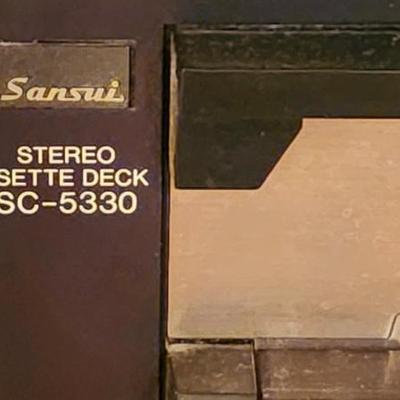 Sansui
STEREO
SETTE DECK
SC-5330